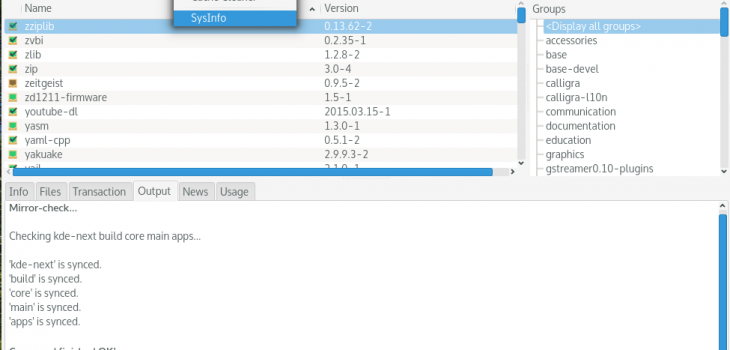 Cache Cleaner
Name Version Groups
SysInfo
zziplib 0.13.62-2 <Display all groups>
zvbi 0.2.35-1 accessories
zlib 1.2.8-2 base
zip 3.0-4 base-devel
zeitgeist 0.9.5-2 calligra
zd1211-firmware 1.5-1 calligra-l10n
youtube-dl 2015.03.15-1 communication
yasm 1.3.0-1 documentation
yaml-cpp 0.5.1-2 education
yakuake 2.9.9.3-2 graphics
gstreamer0.10-plugins
Info Files Transaction Output News Usage
Mirror-check...
Checking kde-next build core main apps...
'kde-next' is synced.
'build' is synced.
'core' is synced.
'main' is synced.
'apps' is synced.